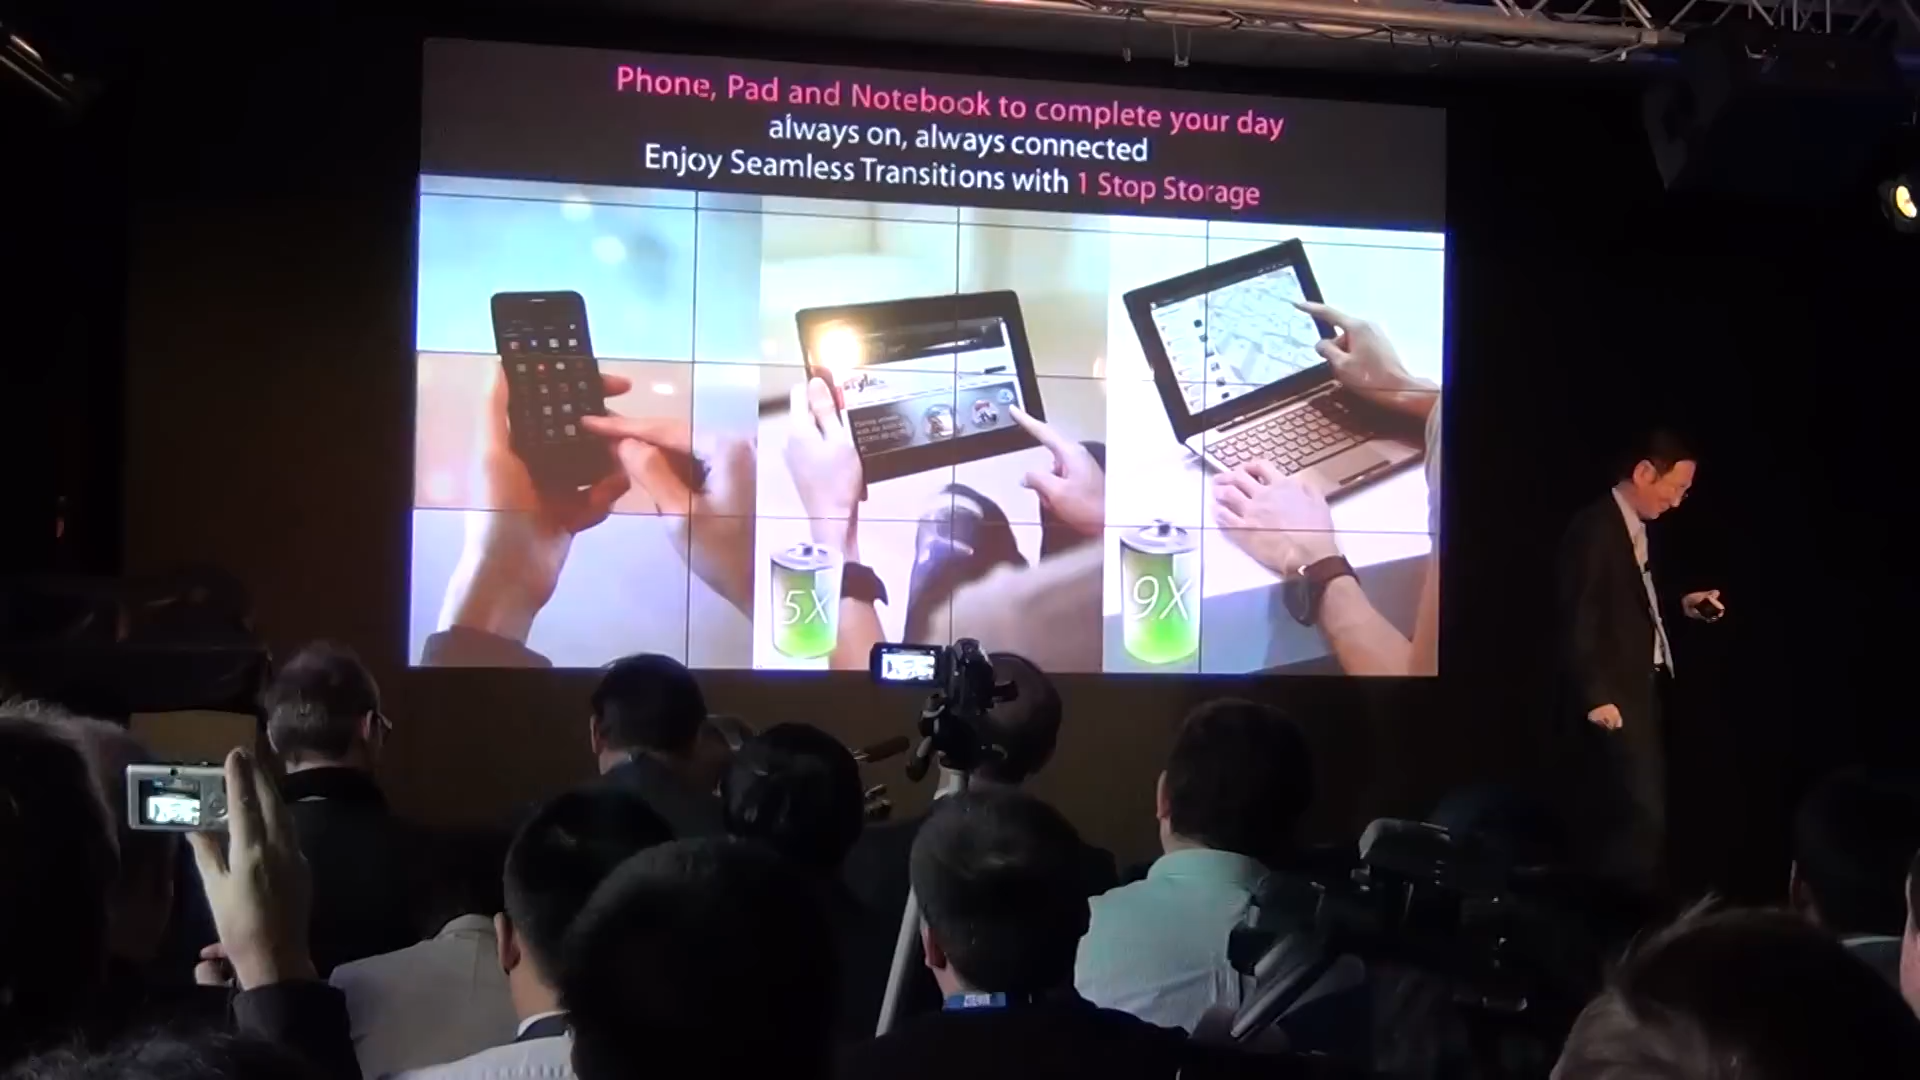 Phone, Pad and Notebook to complete your day
always on, always connected
Enjoy Seamless Transitions with 1 Stop Storage
style
5X
9X